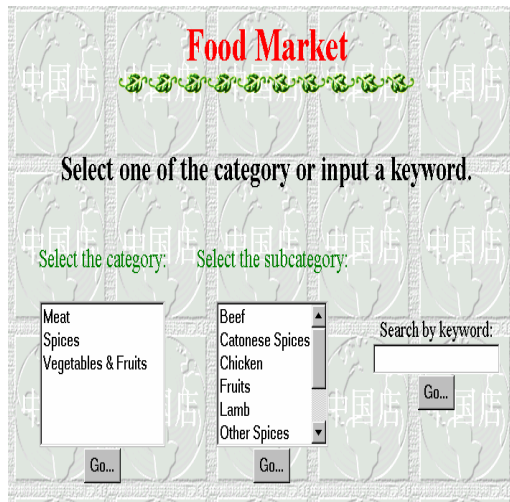 Food Market
Select one of the category or input a keyword.
Select the category:
Select the subcategory:
Meat
Spices
Vegetables & Fruits
Go...
Beef
Catonese Spices
Chicken
Fruits
Lamb
Other Spices
Go...
Search by keyword:
Go...
中国店